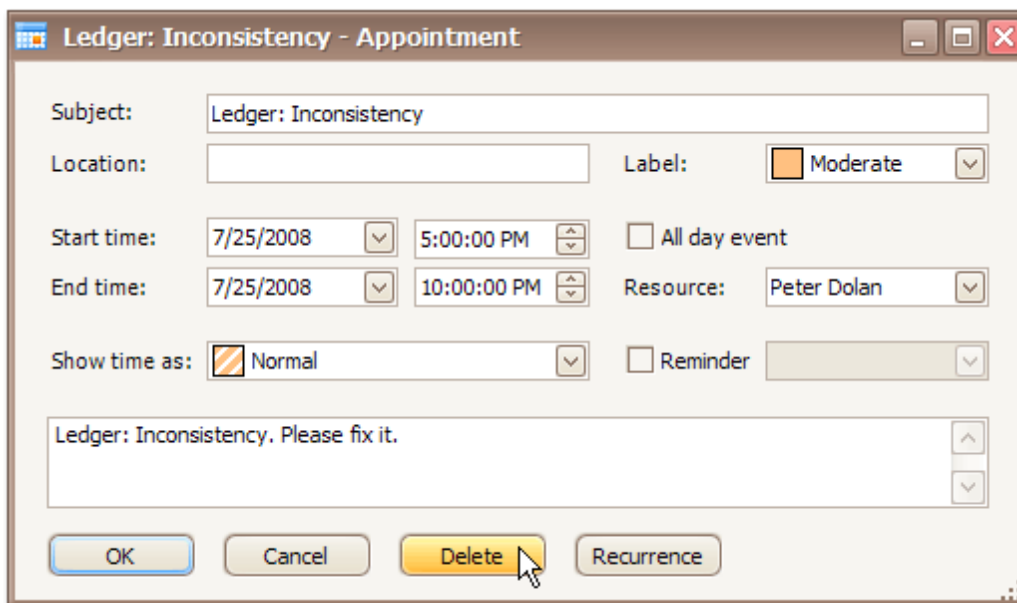 Ledger: Inconsistency - Appointment
Subject: Ledger: Inconsistency
Location: Label: Moderate
Start time: 7/25/2008 5:00:00 PM All day event
End time: 7/25/2008 10:00:00 PM Resource: Peter Dolan
Show time as: Normal Reminder
Ledger: Inconsistency. Please fix it.
OK Cancel Delete Recurrence